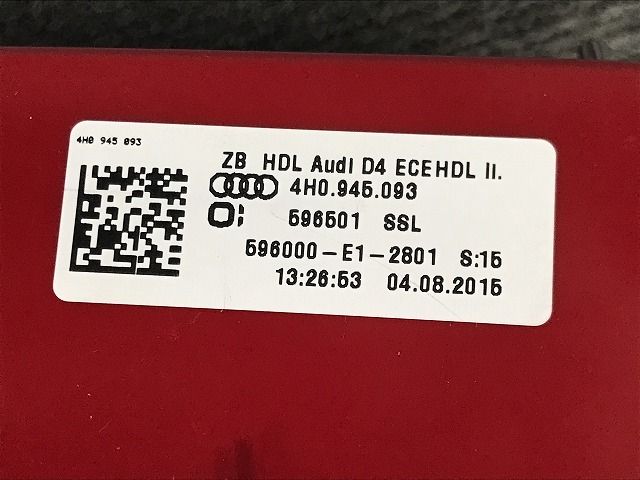 4H0 945 093
ZB HDL Audi D4 ECEHDL II.
4H0.945.093
596501 SSL
596000-E1-2801 S:15
13:26:53 04.08.2015